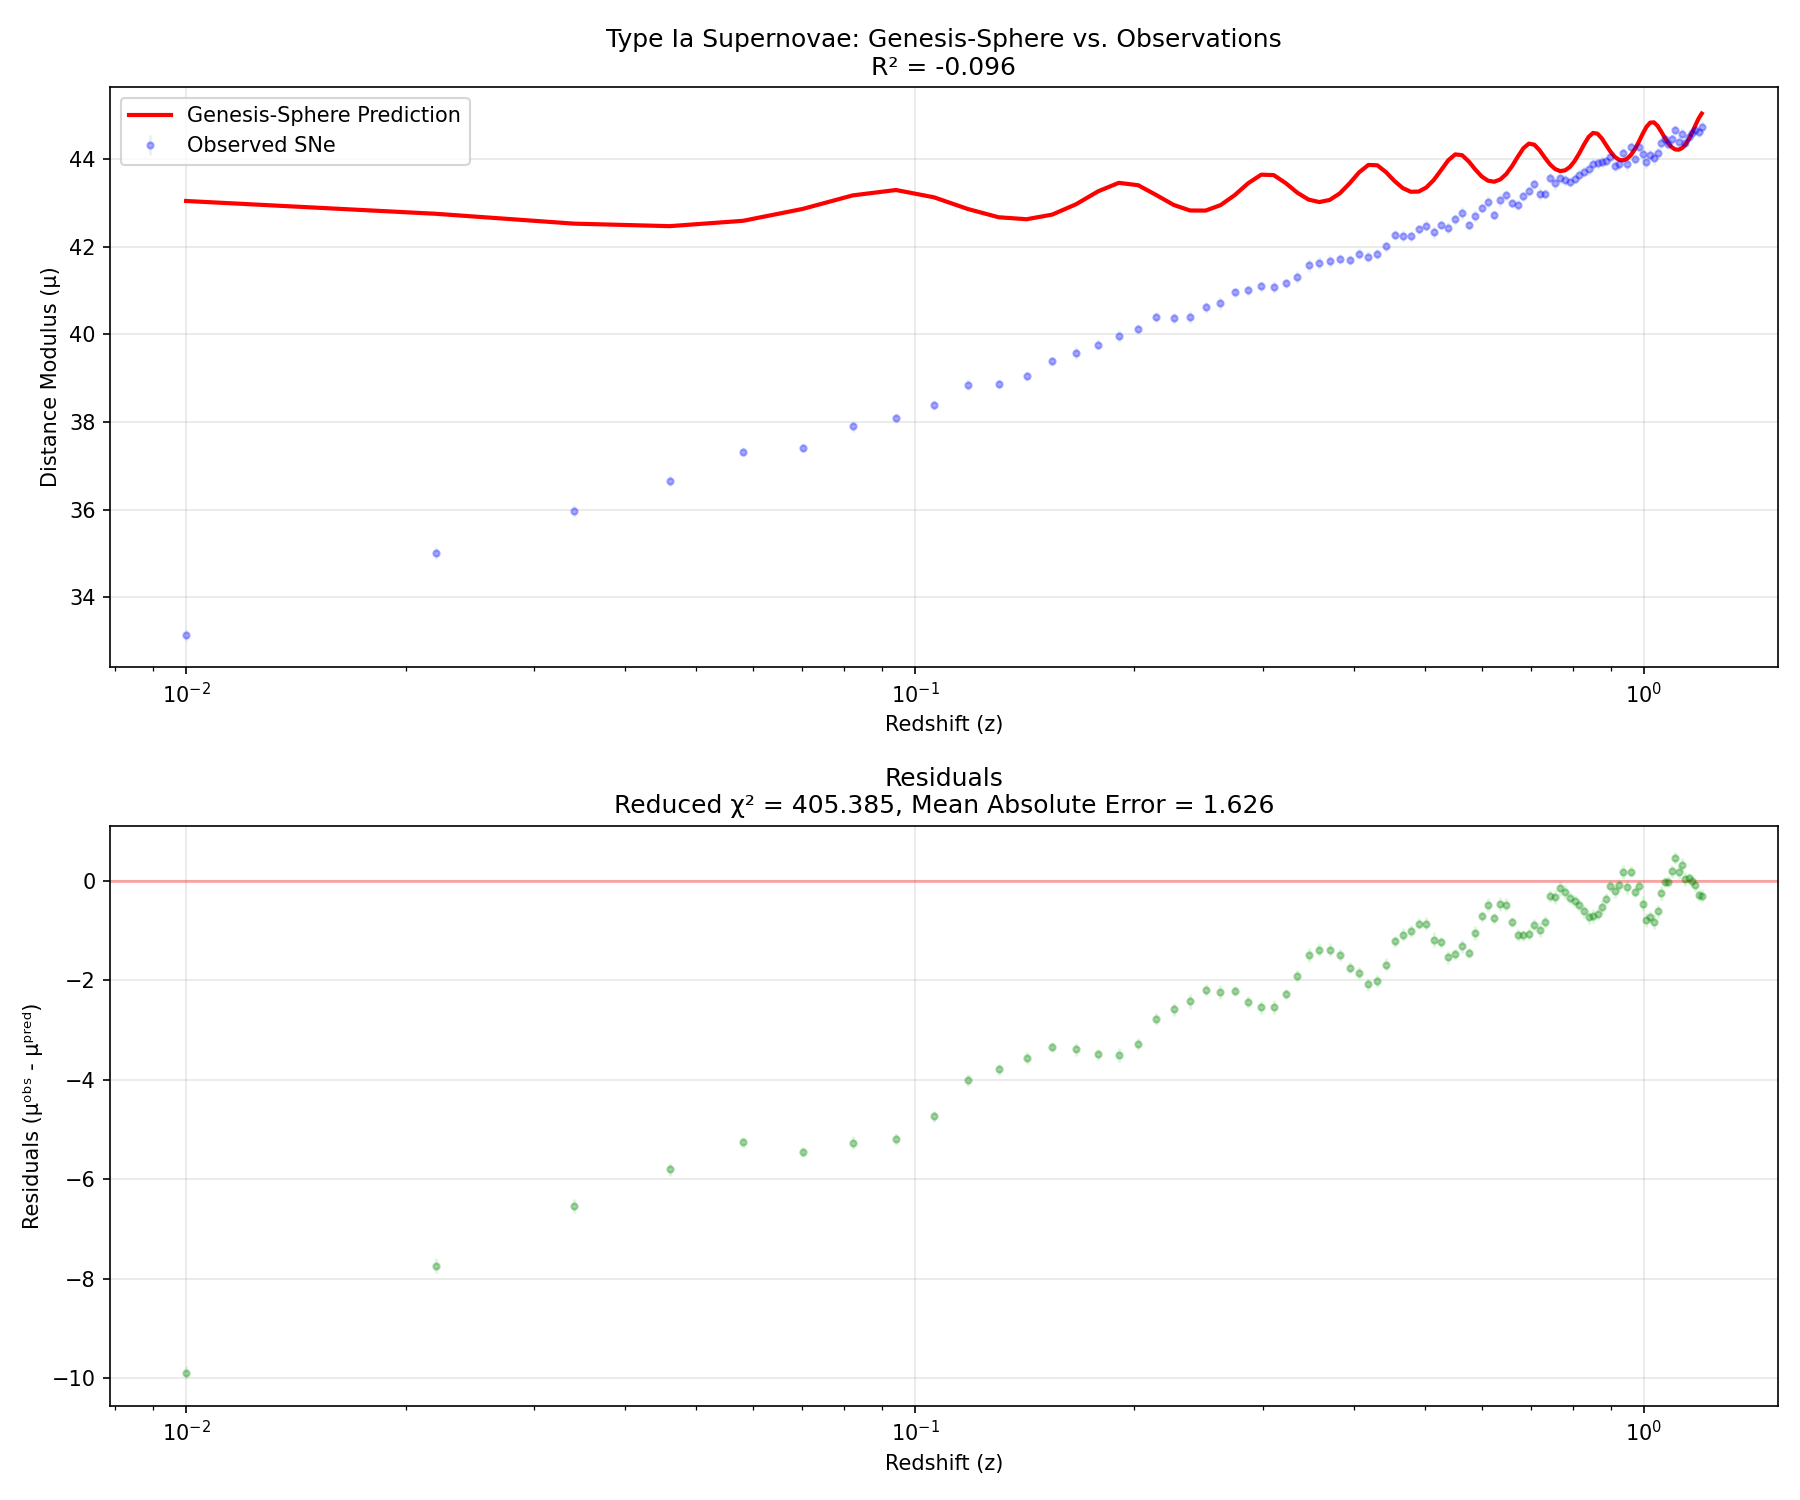 Type Ia Supernovae: Genesis-Sphere vs. Observations
R² = -0.096
Genesis-Sphere Prediction
Observed SNe
44
42
40
38
36
34
Distance Modulus (μ)
10⁻² 10⁻¹ 10⁰
Redshift (z)
Residuals
Reduced χ² = 405.385, Mean Absolute Error = 1.626
0
−2
−4
−6
−8
−10
Residuals (μᵒᵇˢ - μᵖʳᵉᵈ)
10⁻² 10⁻¹ 10⁰
Redshift (z)